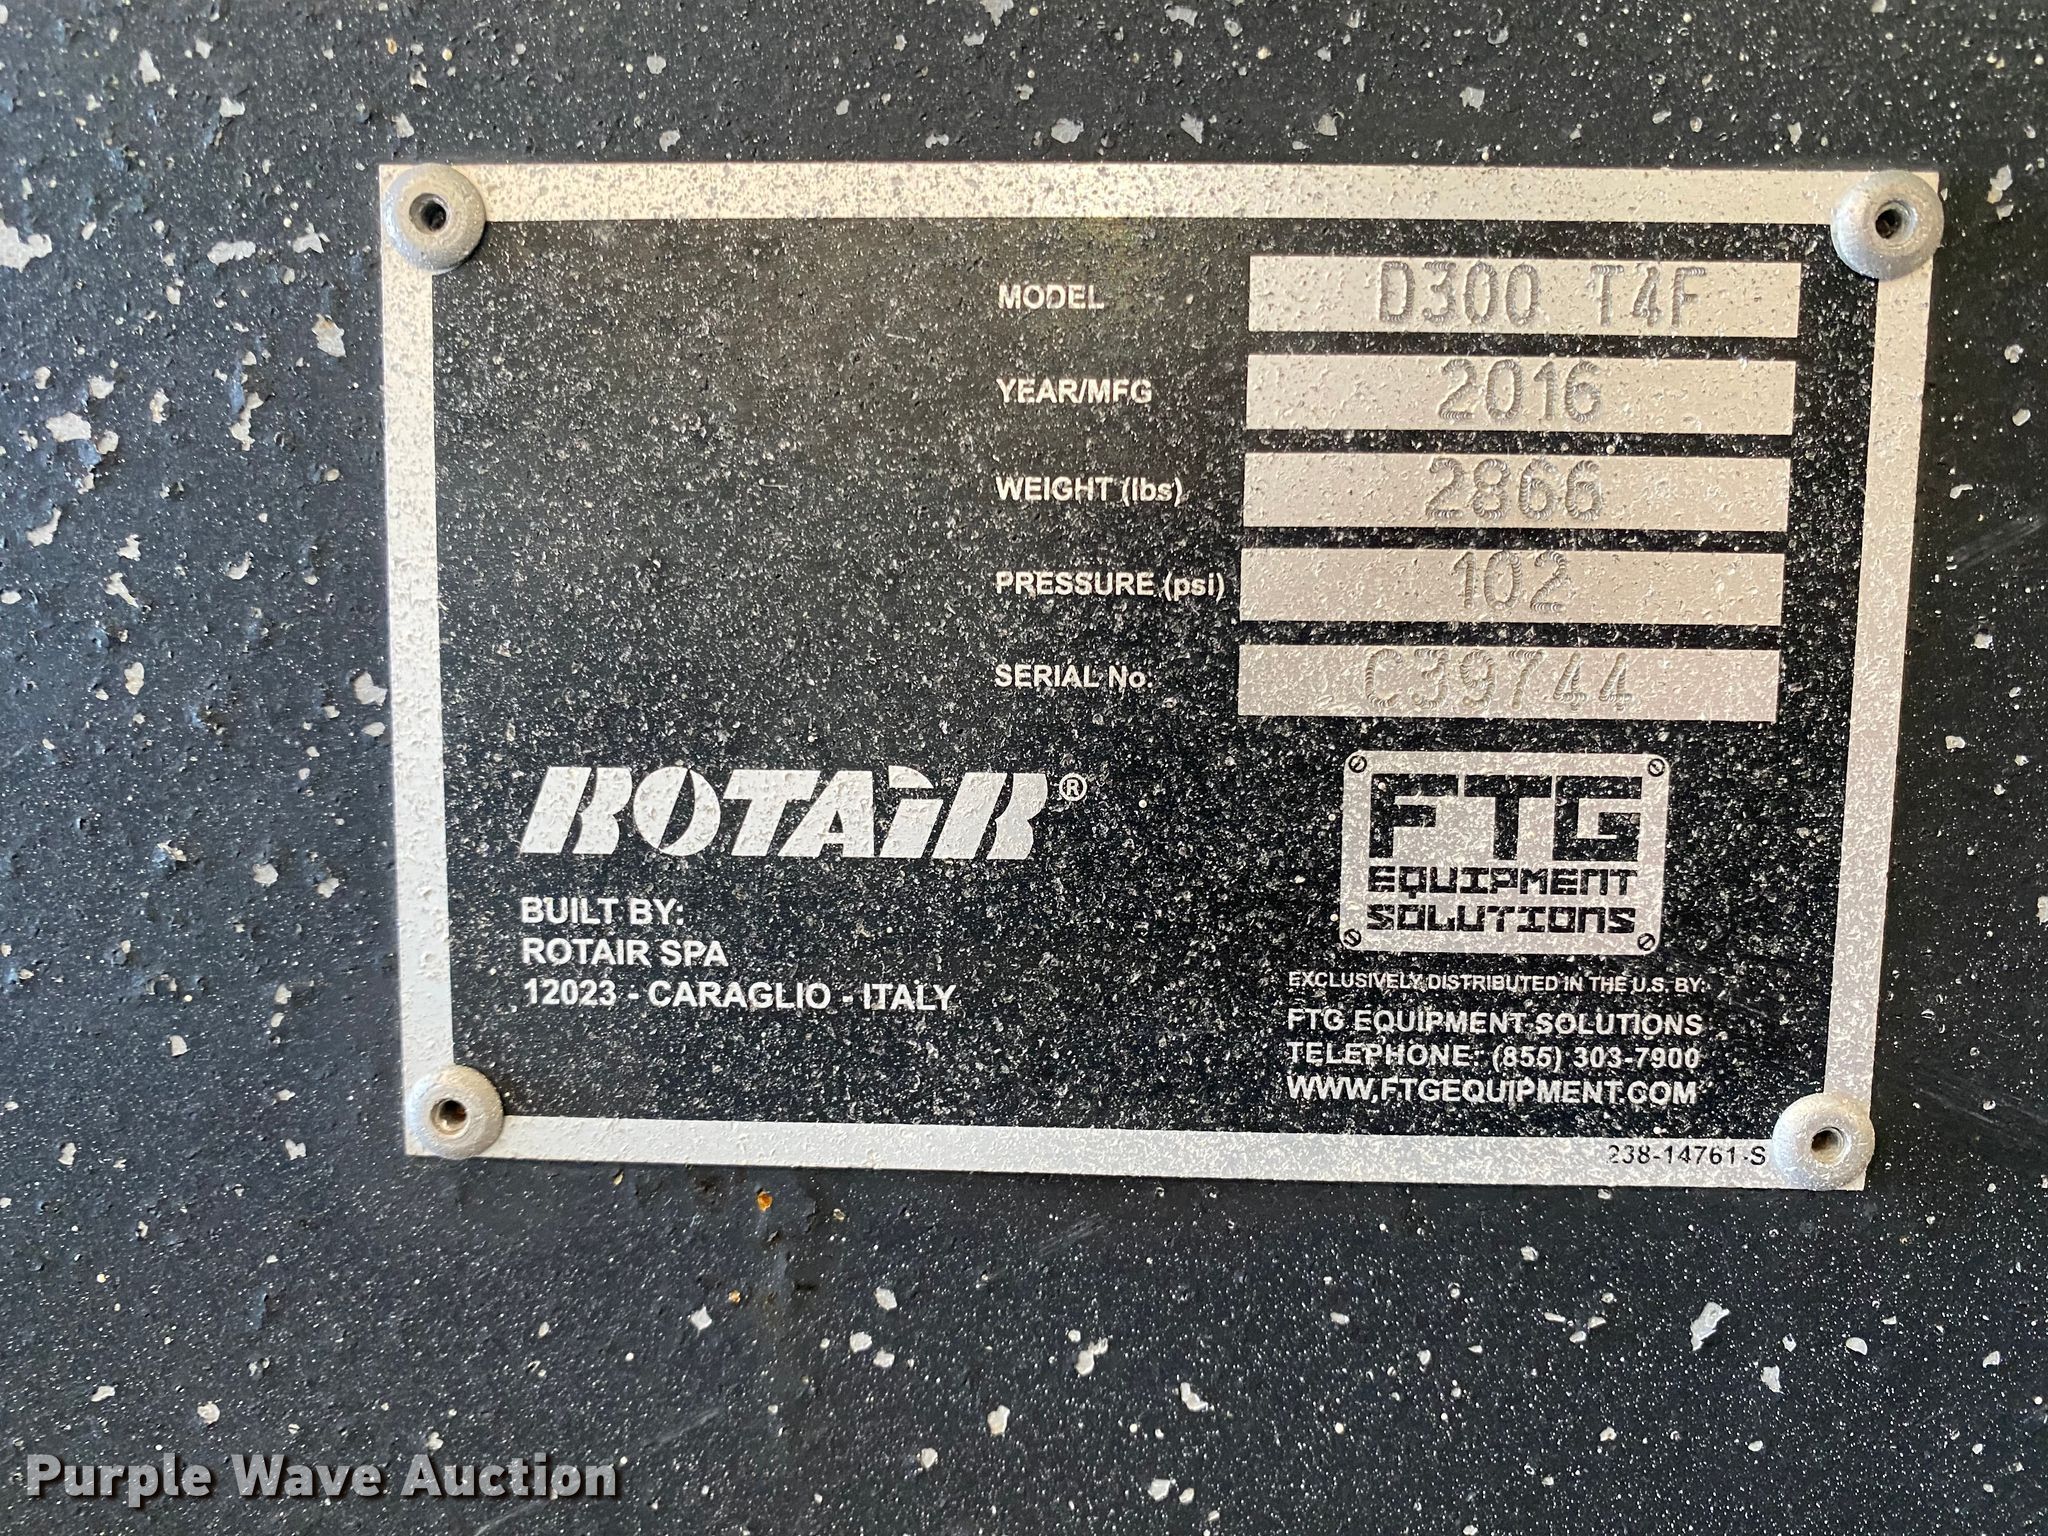 MODEL D300 T4F
YEAR/MFG 2016
WEIGHT (lbs) 2866
PRESSURE (psi) 102
SERIAL No. C39744
ROTAIR®
BUILT BY:
ROTAIR SPA
12023 - CARAGLIO - ITALY
FTG
EQUIPMENT
SOLUTIONS
EXCLUSIVELY DISTRIBUTED IN THE U.S. BY:
FTG EQUIPMENT SOLUTIONS
TELEPHONE: (855) 303-7900
WWW.FTGEQUIPMENT.COM
238-14761-S
Purple Wave Auction